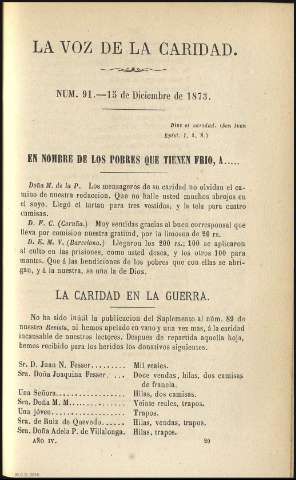 LA VOZ DE LA CARIDAD.
NUM. 91.—15 de Diciembre de 1873.
Dios es caridad. (San Juan
Epíst. I, 4, 8.)
EN NOMBRE DE LOS POBRES QUE TIENEN FRIO, A.....
Doña M. de la P. Los mensageros de su caridad no olvidan el ca-
mino de nuestra redaccion. Que no halle usted muchos abrojos en
el suyo. Llegó el tartan para tres vestidos, y la tela para cuatro
camisas.
D. V. C. (Coruña.) Muy sentidas gracias al buen corresponsal que
lleva por comision nuestra gratitud, por la limosna de 20 rs.
D. E. M. V. (Barcelona.) Llegaron los 200 rs.; 100 se aplicaron
al culto en las prisiones, como usted desea, y los otros 100 para
mantas. Que á las bendiciones de los pobres que con ellas se abri-
gan, y á la nuestra, se una la de Dios.
LA CARIDAD EN LA GUERRA.
No ha sido inútil la publicacion del Suplemento al núm. 89 de
nuestra Revista, ni hemos apelado en vano y una vez mas, á la caridad
incansable de nuestros lectores. Despues de repartida aquella hoja,
hemos recibido para los heridos los donativos siguientes:
Sr. D. Juan N. Fesser........ Mil reales.
Sra. Doña Joaquina Fesser.... Doce vendas, hilas, dos camisas
de francla.
Una Señora............. Hilas, dos camisas.
Sra. Doña M. M........... Veinte reales, trapos.
Una jóven............. Trapos.
Sra. de Ruiz de Quevedo...... Hilas, vendas, trapos.
Sra. Doña Adela P. de Villalonga. Hilas, trapos.
AÑO IV. 20